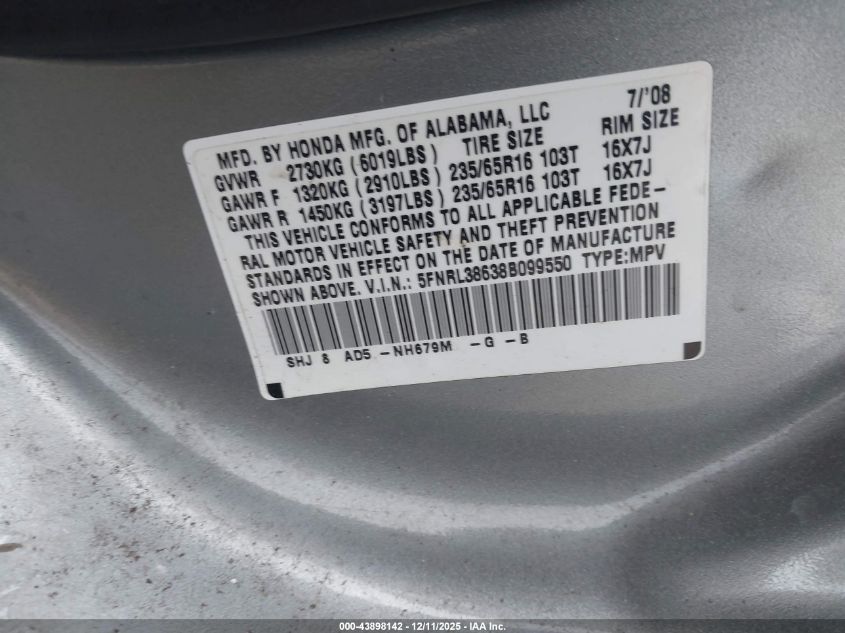 MFD. BY HONDA MFG. OF ALABAMA, LLC 7/'08
GVWR 2730KG (6019LBS) TIRE SIZE RIM SIZE
GAWR F 1320KG (2910LBS) 235/65R16 103T 16X7J
GAWR R 1450KG (3197LBS) 235/65R16 103T 16X7J
THIS VEHICLE CONFORMS TO ALL APPLICABLE FEDE-
RAL MOTOR VEHICLE SAFETY AND THEFT PREVENTION
STANDARDS IN EFFECT ON THE DATE OF MANUFACTURE
SHOWN ABOVE. V.I.N.: 5FNRL38638B099550 TYPE:MPV
SHJ 8 AD5 -NH679M -G -B
000-43898142 - 12/11/2025 - IAA Inc.